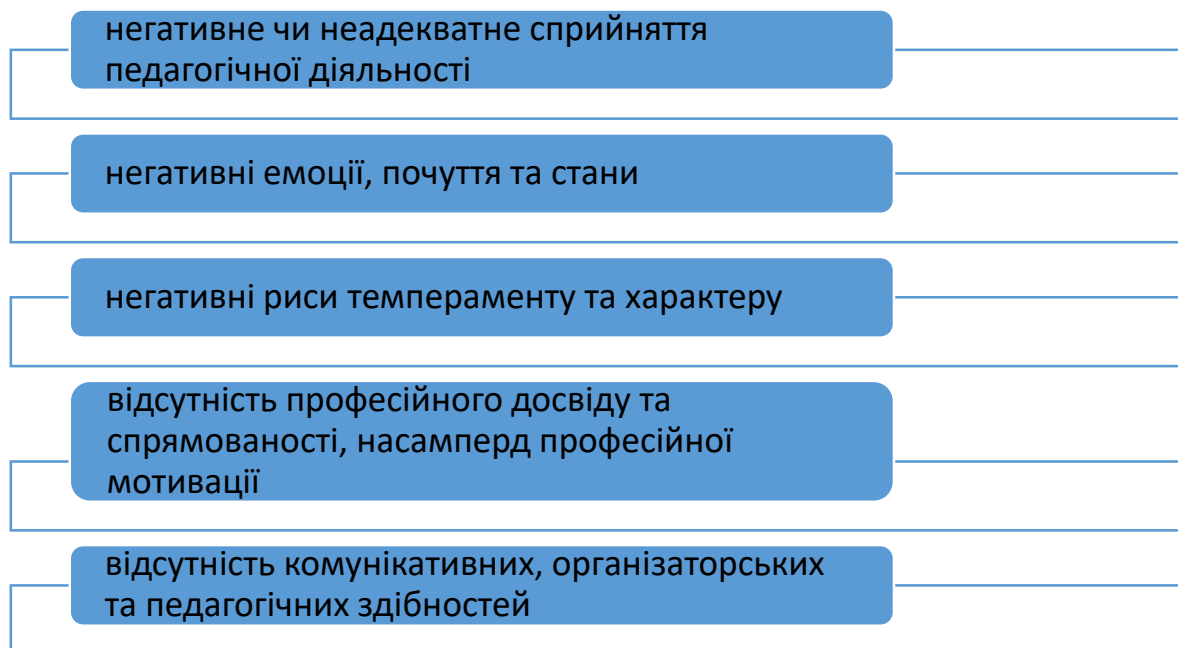 негативне чи неадекватне сприйняття
педагогічної діяльності
негативні емоції, почуття та стани
негативні риси темпераменту та характеру
відсутність професійного досвіду та
спрямованості, насамперед професійної
мотивації
відсутність комунікативних, організаторських
та педагогічних здібностей